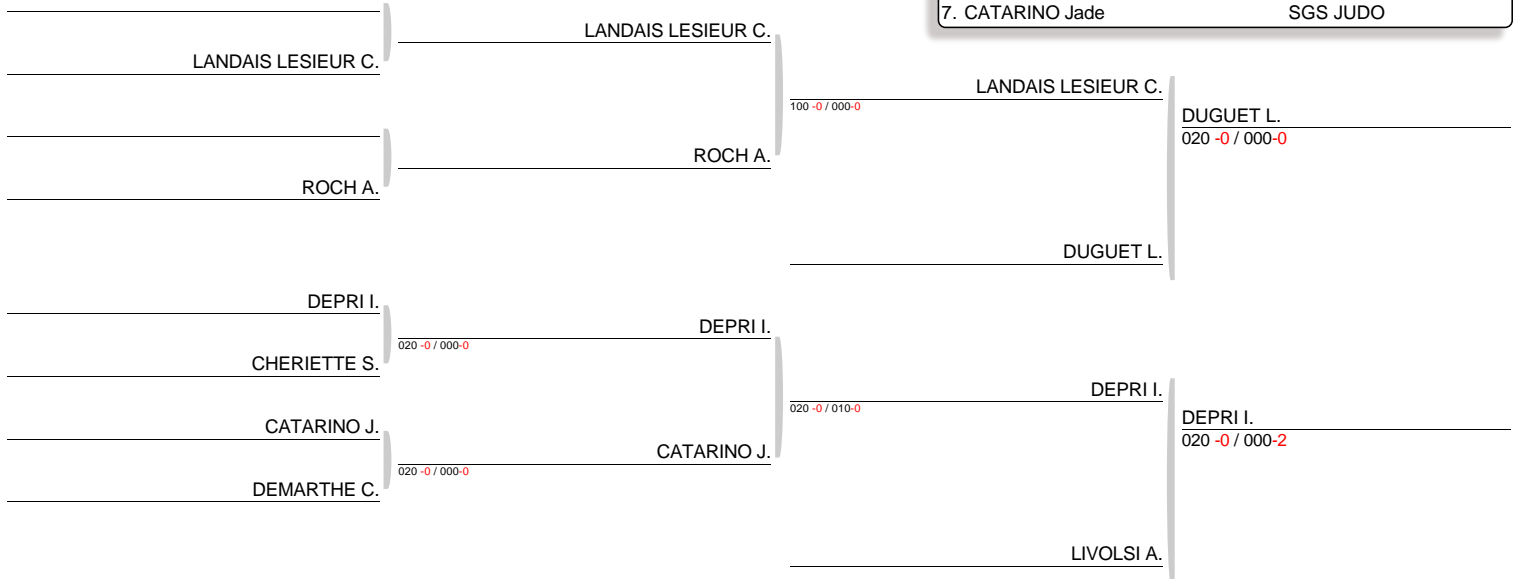 7. CATARINO Jade SGS JUDO
LANDAIS LESIEUR C.
LANDAIS LESIEUR C.
LANDAIS LESIEUR C.
100 -0 / 000-0
DUGUET L.
020 -0 / 000-0
ROCH A.
ROCH A.
DUGUET L.
DEPRI I.
DEPRI I.
020 -0 / 000-0
CHERIETTE S.
DEPRI I.
020 -0 / 010-0
DEPRI I.
020 -0 / 000-2
CATARINO J.
CATARINO J.
020 -0 / 000-0
DEMARTHE C.
LIVOLSI A.